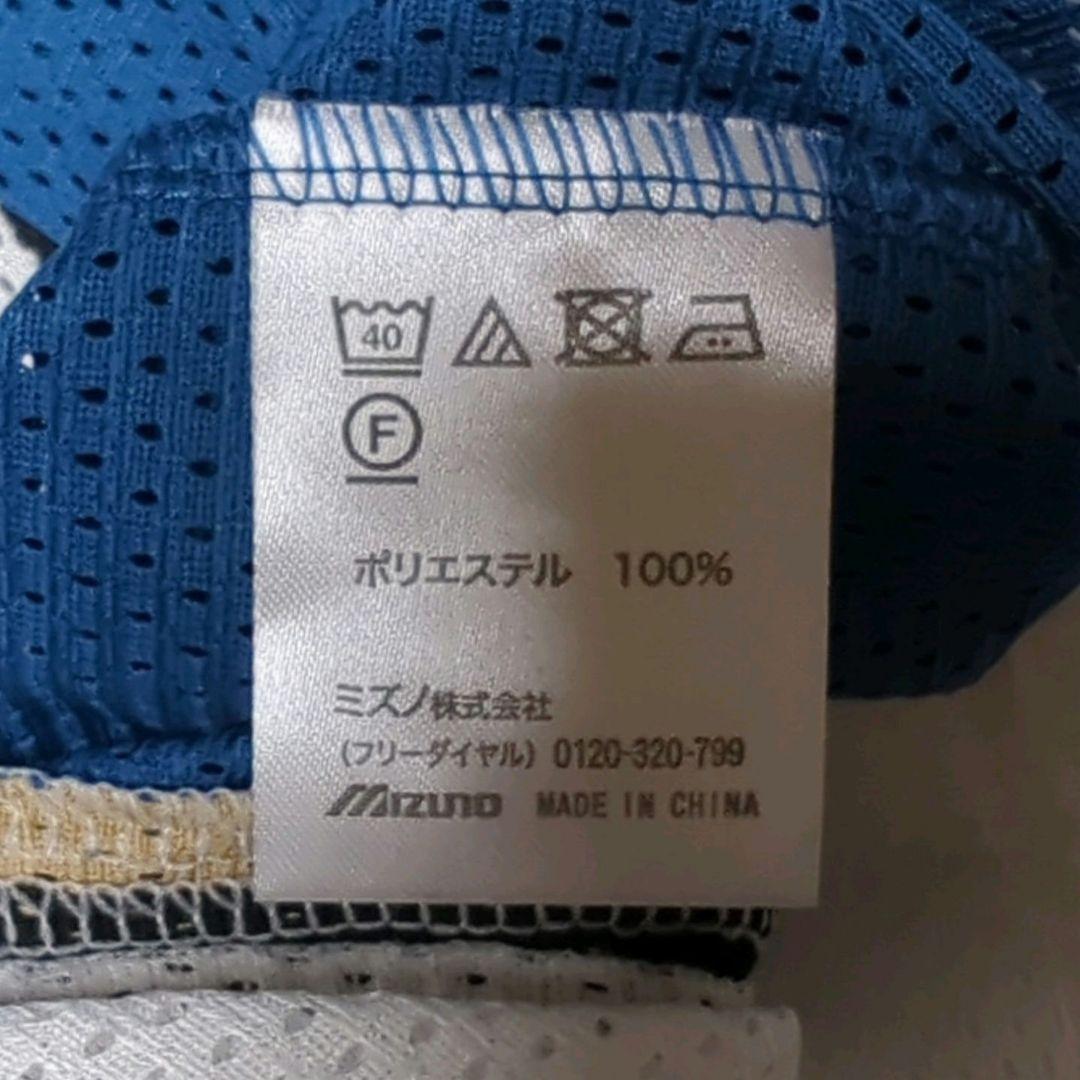 40
F
ポリエステル 100%
ミズノ株式会社
(フリーダイヤル) 0120-320-799
MIZUNO MADE IN CHINA